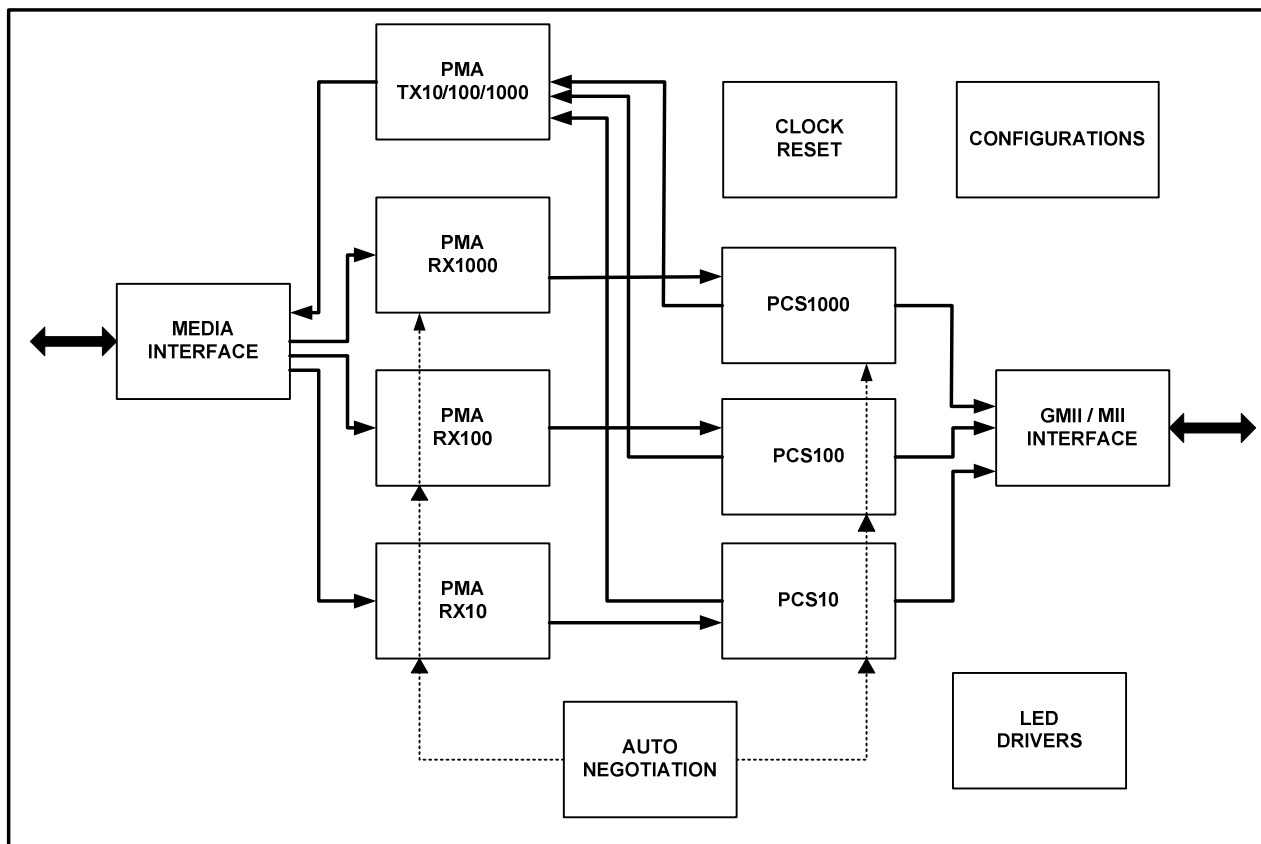 PMA
TX10/100/1000
CLOCK
RESET
CONFIGURATIONS
PMA
RX1000
PCS1000
MEDIA
INTERFACE
PMA
RX100
PCS100
GMII / MII
INTERFACE
PMA
RX10
PCS10
AUTO
NEGOTIATION
LED
DRIVERS